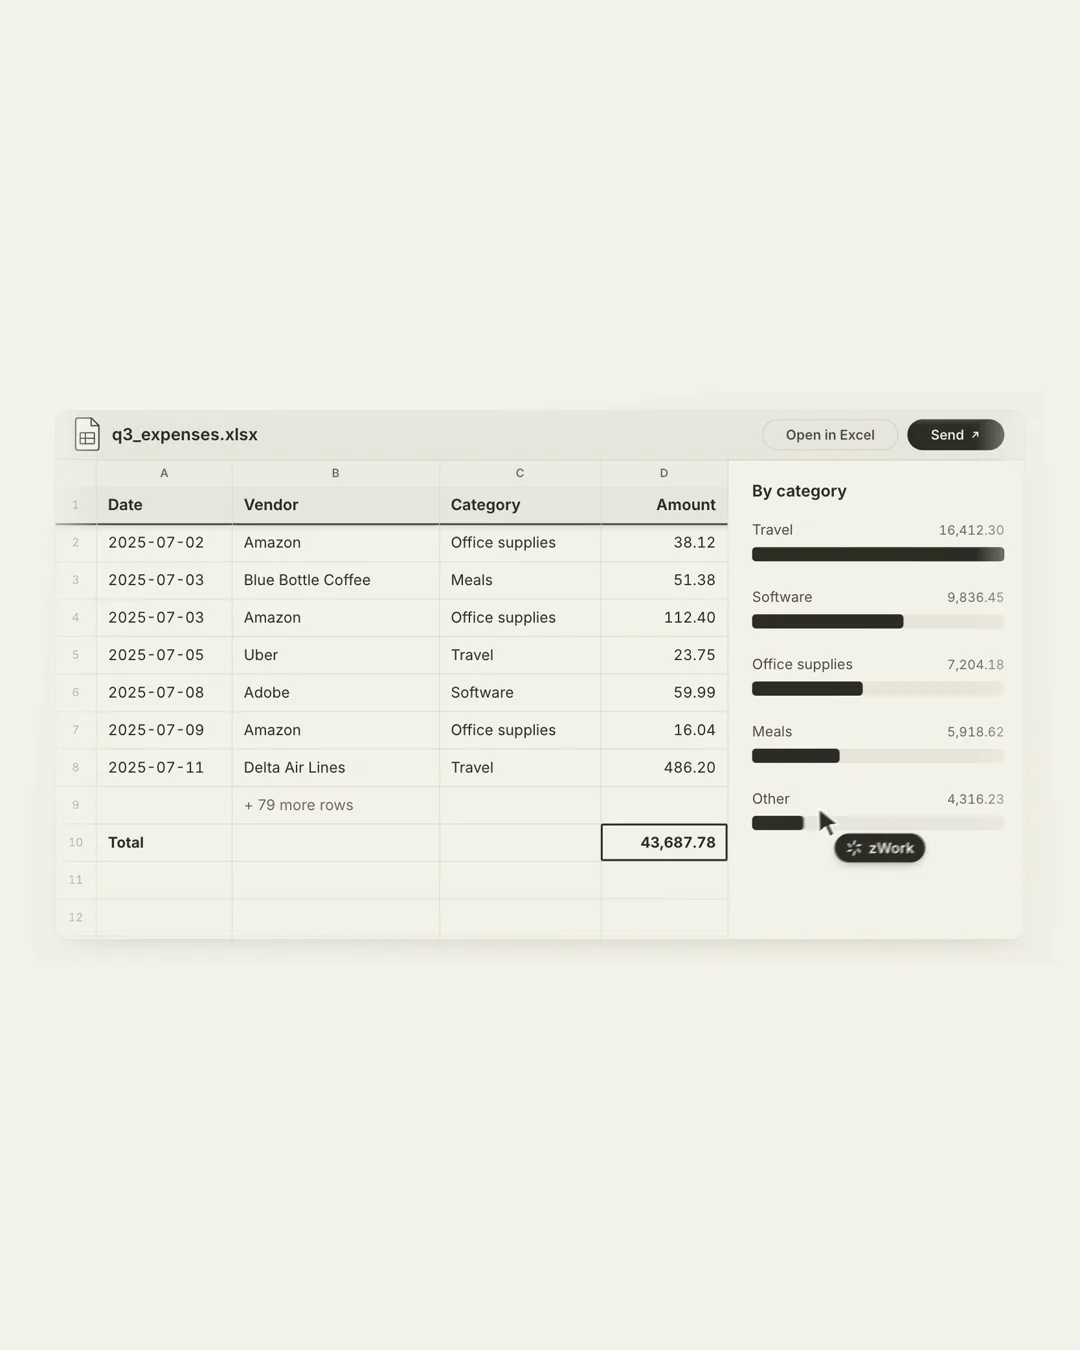 q3_expenses.xlsx
Open in Excel
Send ↗
A B C D
1 Date Vendor Category Amount
2 2025-07-02 Amazon Office supplies 38.12
3 2025-07-03 Blue Bottle Coffee Meals 51.38
4 2025-07-03 Amazon Office supplies 112.40
5 2025-07-05 Uber Travel 23.75
6 2025-07-08 Adobe Software 59.99
7 2025-07-09 Amazon Office supplies 16.04
8 2025-07-11 Delta Air Lines Travel 486.20
9 + 79 more rows
10 Total 43,687.78
11
12
By category
Travel 16,412.30
Software 9,836.45
Office supplies 7,204.18
Meals 5,918.62
Other 4,316.23
zWork